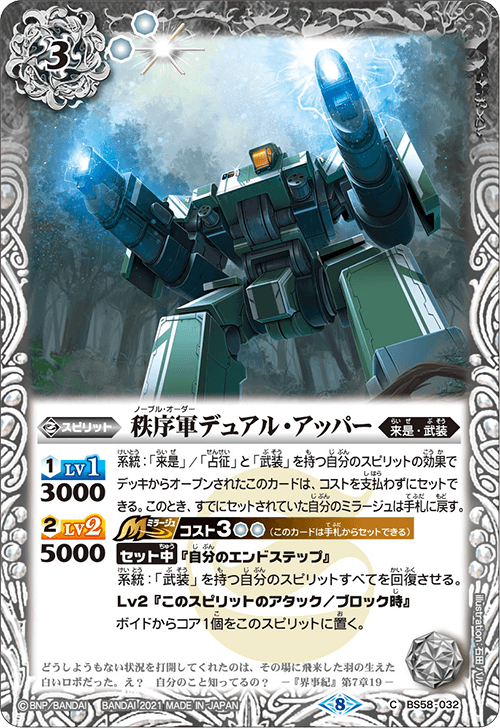 3
スピリット
ノーブル・オーダー
秩序軍デュアル・アッパー
らいぜ ぶそう
来是・武装
1 LV1
3000
2 LV2
5000
系統:「来是」/「占征」と「武装」を持つ自分のスピリットの効果で
デッキからオープンされたこのカードは、コストを支払わずにセットで
きる。このとき、すでにセットされていた自分のミラージュは手札に戻す。
M ミラージュ コスト3 (このカードは手札からセットできる)
セット中『自分のエンドステップ』
系統:「武装」を持つ自分のスピリットすべてを回復させる。
Lv2『このスピリットのアタック/ブロック時』
ボイドからコア1個をこのスピリットに置く。
どうしようもない状況を打開してくれたのは、その場に飛来した羽の生えた
白いロボだった。え? 自分のこと知ってるの? ―『界事紀』第7章19―
©BNP/BANDAI BANDAI 2021 MADE IN JAPAN
8
C BS58-032